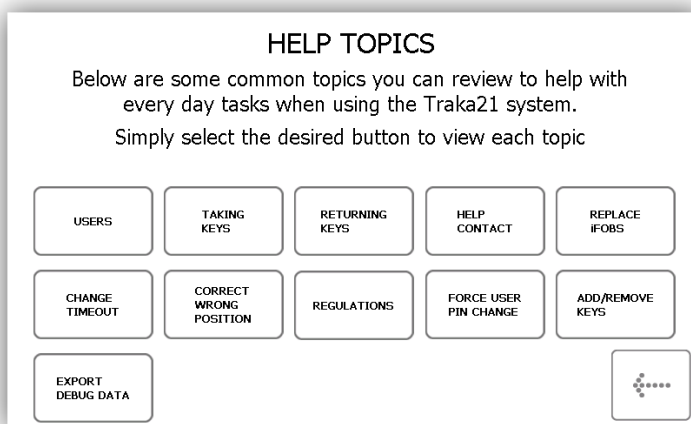 HELP TOPICS
Below are some common topics you can review to help with
every day tasks when using the Traka21 system.
Simply select the desired button to view each topic
USERS
TAKING
KEYS
RETURNING
KEYS
HELP
CONTACT
REPLACE
iFOBS
CHANGE
TIMEOUT
CORRECT
WRONG
POSITION
REGULATIONS
FORCE USER
PIN CHANGE
ADD/REMOVE
KEYS
EXPORT
DEBUG DATA